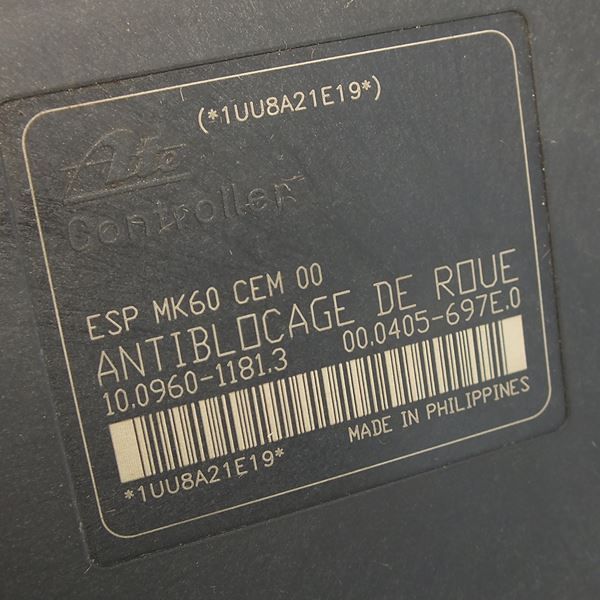 (*1UU8A21E19*)
Ate
Controller
ESP MK60 CEM 00
ANTIBLOCAGE DE ROUE
10.0960-1181.3 00.0405-697E.0
MADE IN PHILIPPINES
*1UU8A21E19*